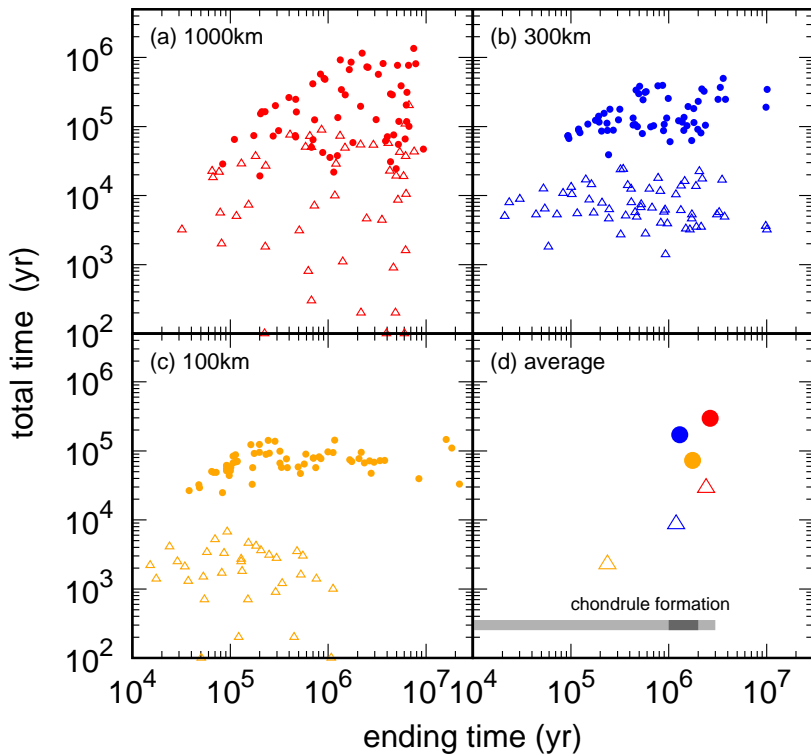 (a) 1000km
(b) 300km
10^6
10^5
10^4
10^3
10^2
(c) 100km
(d) average
10^6
10^5
10^4
10^3
10^2
chondrule formation
10^4 10^5 10^6 10^7 10^4 10^5 10^6 10^7
total time (yr)
ending time (yr)